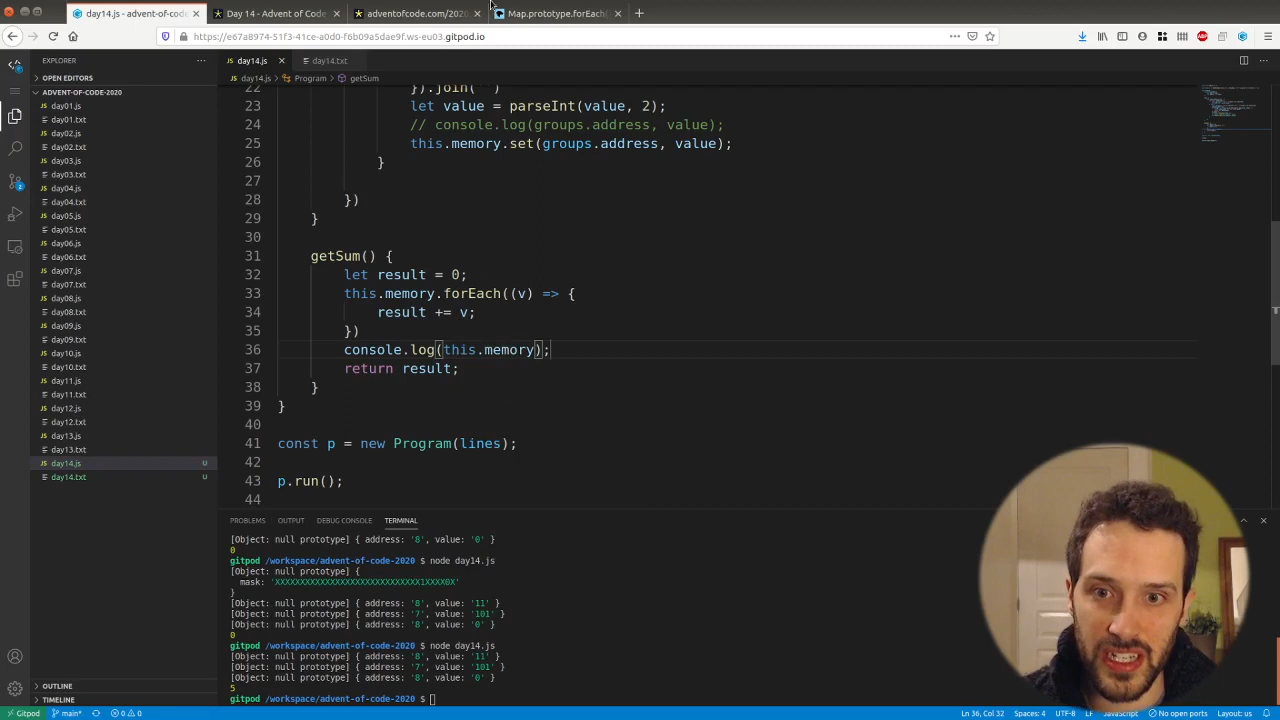 day14.js - advent-of-code
Day 14 - Advent of Code
adventofcode.com/2020
Map.prototype.forEach(
https://e67a8974-51f3-41ce-a0d0-f6b09a5dae9f.ws-eu03.gitpod.io
EXPLORER
OPEN EDITORS
ADVENT-OF-CODE-2020
JS day01.js
day01.txt
JS day02.js
day02.txt
JS day03.js
day03.txt
JS day04.js
day04.txt
JS day05.js
day05.txt
JS day06.js
day06.txt
JS day07.js
day07.txt
JS day08.js
day08.txt
JS day09.js
day09.txt
JS day10.js
day10.txt
JS day11.js
day11.txt
JS day12.js
day12.txt
JS day13.js
day13.txt
JS day14.js U
day14.txt U
OUTLINE
TIMELINE
JS day14.js
day14.txt
JS day14.js > Program > getSum
22 }).join(
23 let value = parseInt(value, 2);
24 // console.log(groups.address, value);
25 this.memory.set(groups.address, value);
26 }
27
28 })
29 }
30
31 getSum() {
32 let result = 0;
33 this.memory.forEach((v) => {
34 result += v;
35 })
36 console.log(this.memory);
37 return result;
38 }
39 }
40
41 const p = new Program(lines);
42
43 p.run();
44
PROBLEMS OUTPUT DEBUG CONSOLE TERMINAL
[Object: null prototype] { address: '8', value: '0' }
0
gitpod /workspace/advent-of-code-2020 $ node day14.js
[Object: null prototype] {
mask: 'XXXXXXXXXXXXXXXXXXXXXXXXXXXXX1XXXX0X'
}
[Object: null prototype] { address: '8', value: '11' }
[Object: null prototype] { address: '7', value: '101' }
[Object: null prototype] { address: '8', value: '0' }
0
gitpod /workspace/advent-of-code-2020 $ node day14.js
[Object: null prototype] { address: '8', value: '11' }
[Object: null prototype] { address: '7', value: '101' }
[Object: null prototype] { address: '8', value: '0' }
5
gitpod /workspace/advent-of-code-2020 $
Gitpod main* 0 0
Ln 36, Col 32 Spaces: 4 UTF-8 LF JavaScript No open ports Layout: us